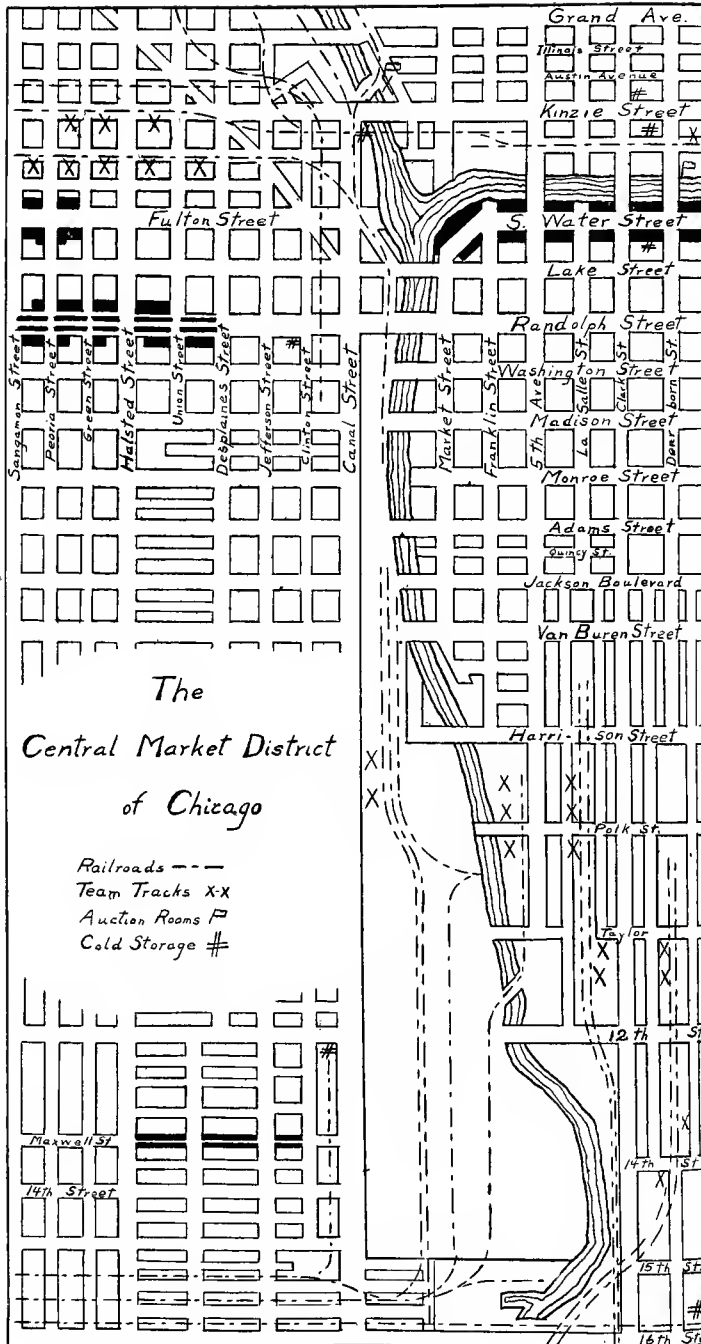 Grand Ave.
Illinois Street
Austin Avenue
Kinzie Street
Fulton Street
S. Water Street
Lake Street
Randolph Street
Washington Street
Madison Street
Monroe Street
Adams Street
Quincy St.
Jackson Boulevard
Van Buren Street
Harri-son Street
Polk St.
Taylor
12th St
14th St
15th St
16th St
Sangamon Street
Peoria Street
Green Street
Halsted Street
Union Street
Desplaines Street
Jefferson Street
Clinton Street
Canal Street
Market Street
Franklin Street
5th Ave
La Salle St.
Clark St
Dearborn St.
The
Central Market District
of Chicago
Railroads
Team Tracks X-X
Auction Rooms
Cold Storage #
Maxwell St
14th Street